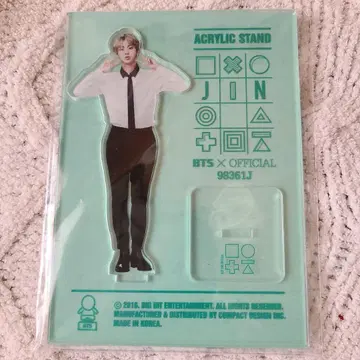 ACRYLIC STAND
JIN
BTS × OFFICIAL
98361J
BTS
© 2018. BIG HIT ENTERTAINMENT. ALL RIGHTS RESERVED.
MANUFACTURED & DISTRIBUTED BY COMPACT DESIGN INC.
MADE IN KOREA.